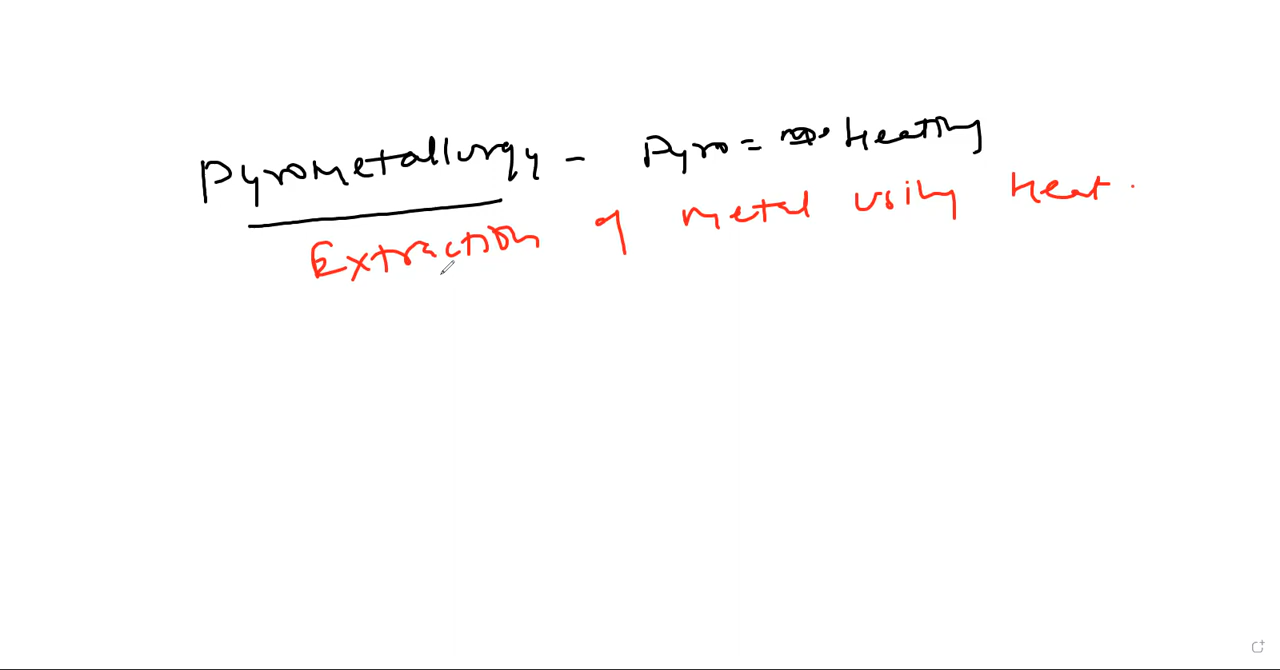 Pyrometallurgy - Pyro = Heating
Extraction of metal using Heat.